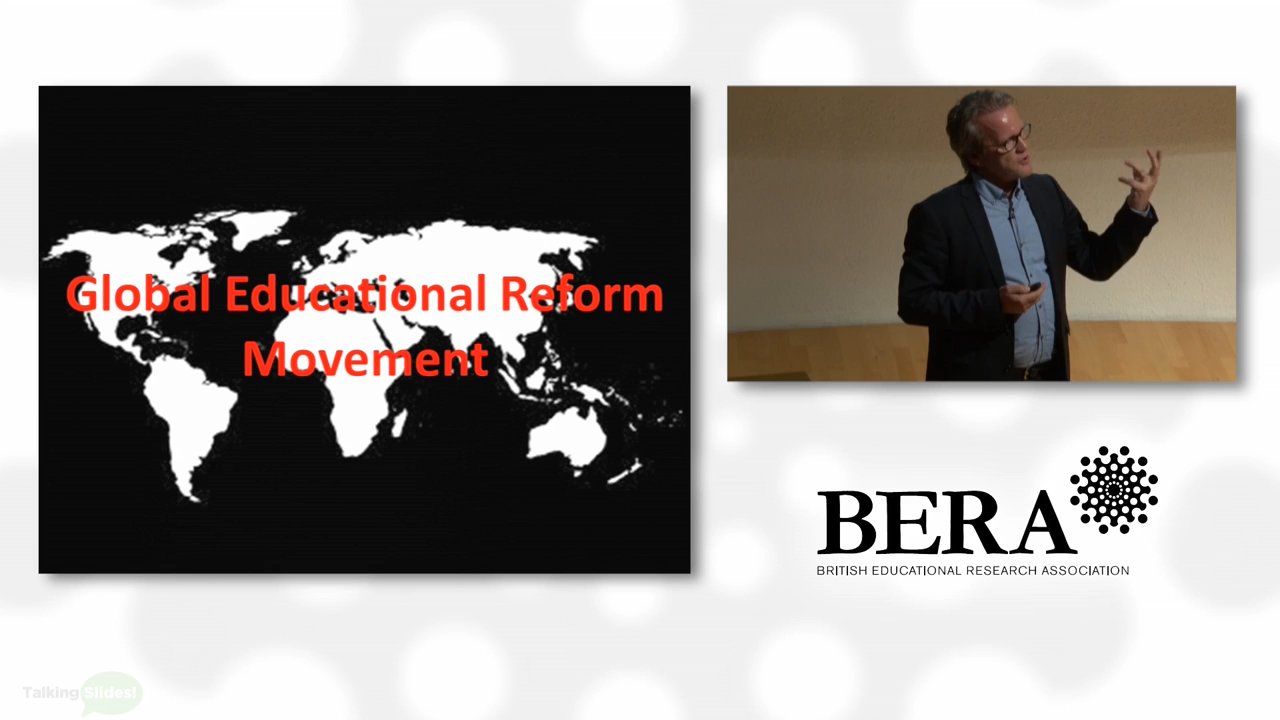 Global Educational Reform
Movement
BERA
BRITISH EDUCATIONAL RESEARCH ASSOCIATION
Talking Slides!